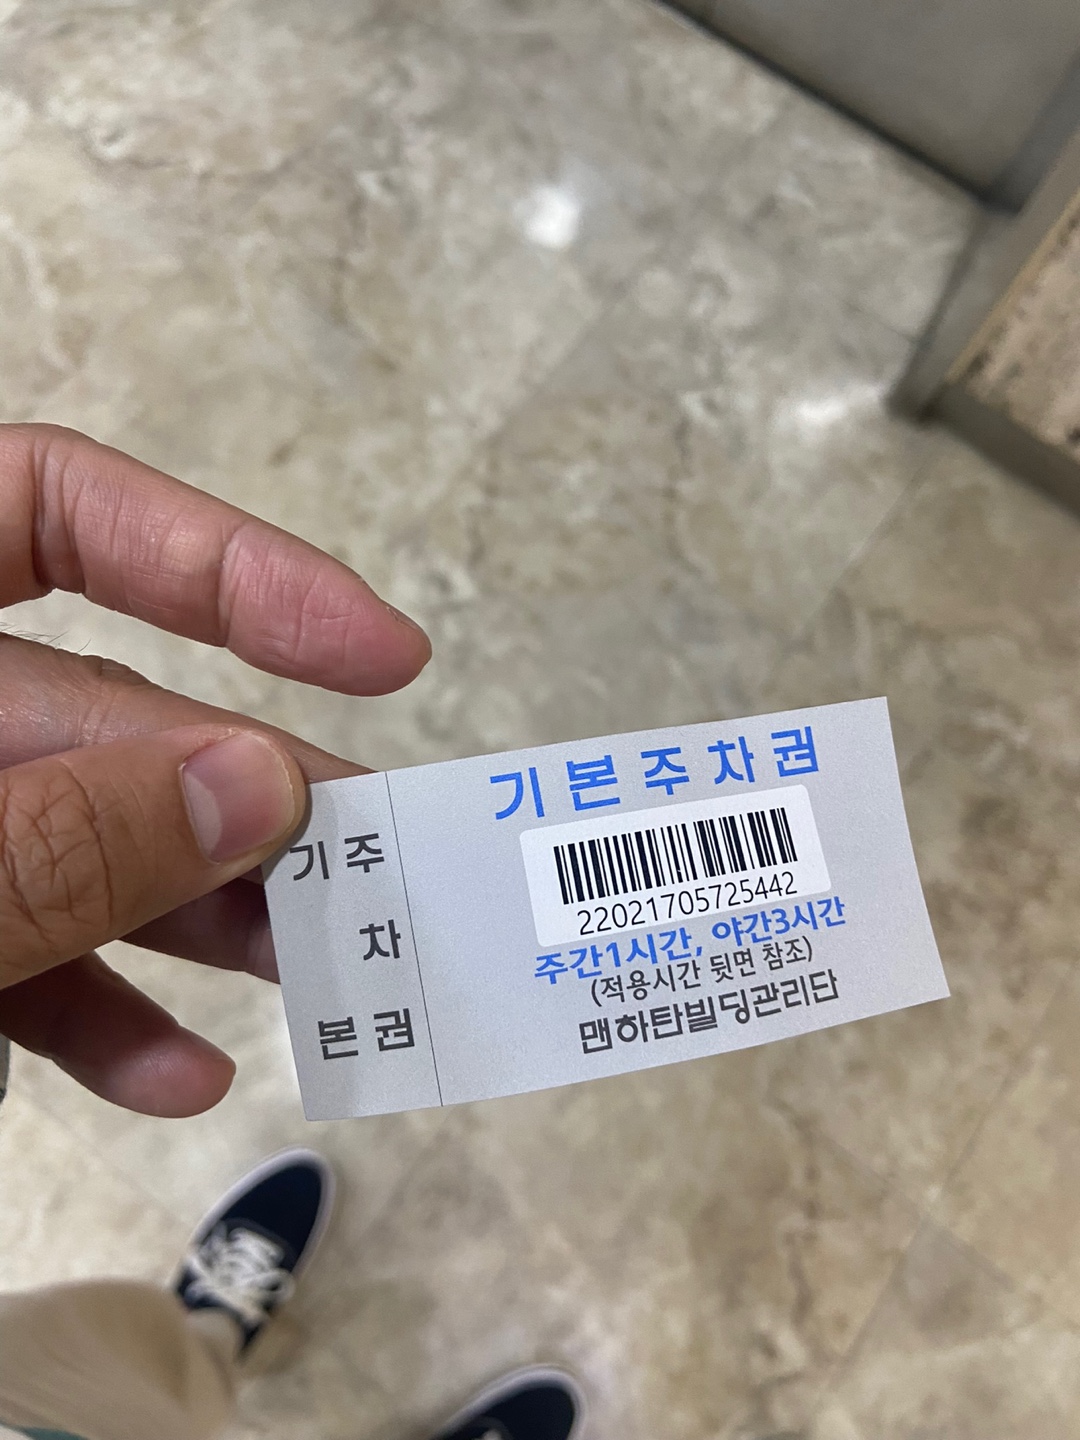 기 주
차
본 권
기본주차권
22021705725442
주간1시간, 야간3시간
(적용시간 뒷면 참조)
맨하탄빌딩관리단